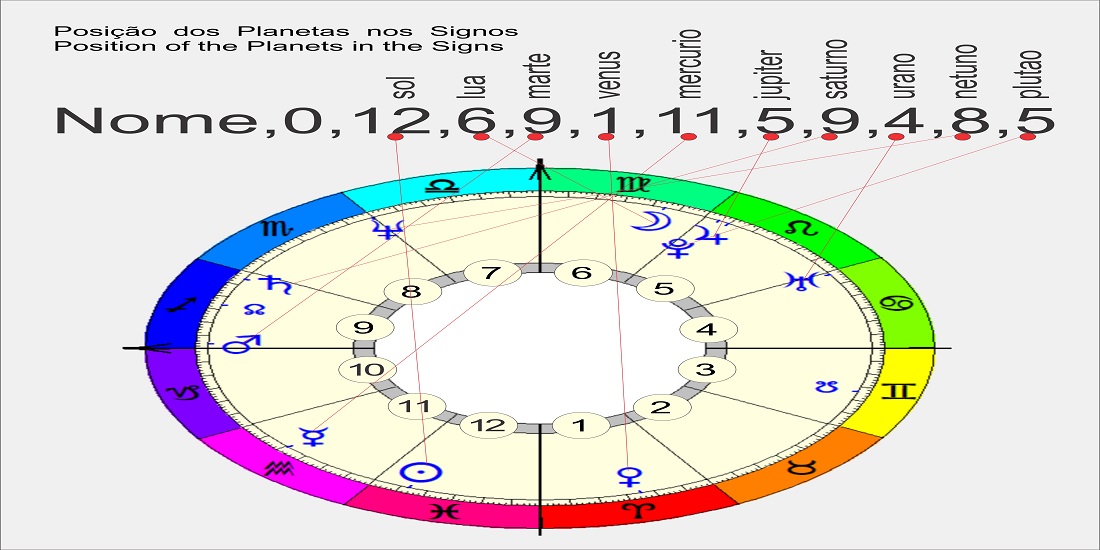 Posição dos Planetas nos Signos
Position of the Planets in the Signs
sol lua marte venus mercurio jupiter saturno urano netuno plutao
Nome,0,12,6,9,1,11,5,9,4,8,5
♎ ♍
♏ ♌
♆ ☽ ♇ ♃
♐ ♄ ☊ ♅ ♋
7 6
8 5
9 4
♂
10 3
♑ ☋ ♊
11 2
12 1
♒ ☿ ♉
☉ ♀
♓ ♈